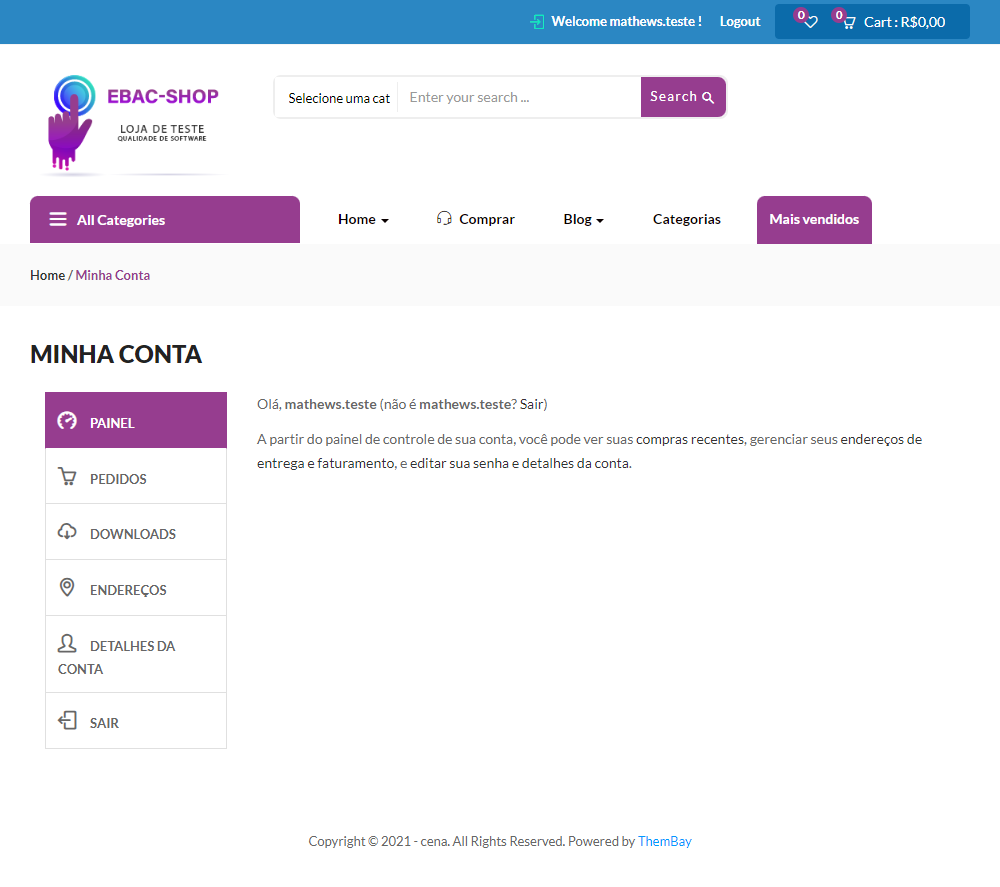 Welcome mathews.teste ! Logout 0 0 Cart : R$0,00
EBAC-SHOP
LOJA DE TESTE
QUALIDADE DE SOFTWARE
Selecione uma cat Enter your search ... Search
All Categories Home Comprar Blog Categorias Mais vendidos
Home / Minha Conta
MINHA CONTA
PAINEL
PEDIDOS
DOWNLOADS
ENDEREÇOS
DETALHES DA
CONTA
SAIR
Olá, mathews.teste (não é mathews.teste? Sair)
A partir do painel de controle de sua conta, você pode ver suas compras recentes, gerenciar seus endereços de
entrega e faturamento, e editar sua senha e detalhes da conta.
Copyright © 2021 - cena. All Rights Reserved. Powered by ThemBay